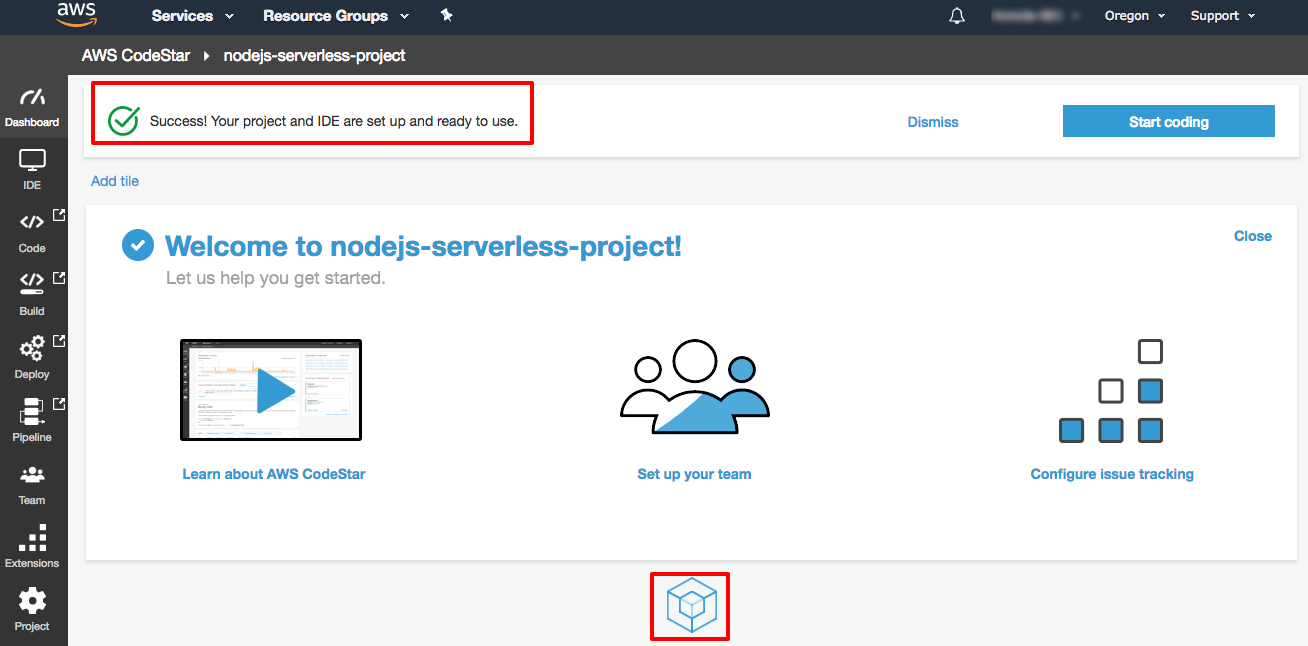 aws Services Resource Groups Oregon Support
AWS CodeStar nodejs-serverless-project
Dashboard
IDE
Code
Build
Deploy
Pipeline
Team
Extensions
Project
Success! Your project and IDE are set up and ready to use. Dismiss Start coding
Add tile
Welcome to nodejs-serverless-project! Close
Let us help you get started.
Learn about AWS CodeStar Set up your team Configure issue tracking